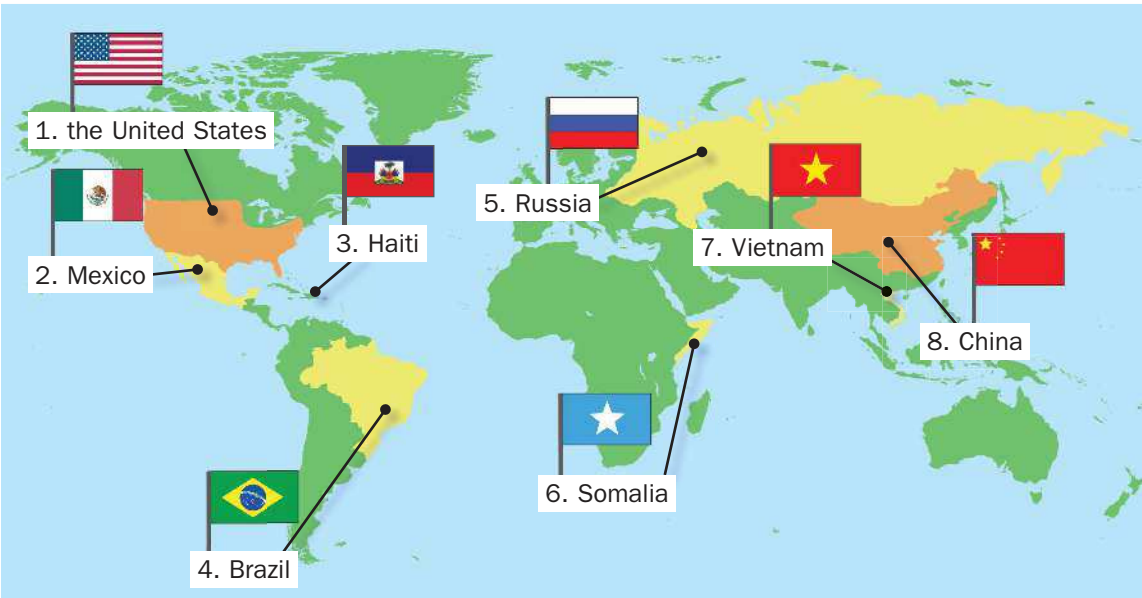 1. the United States
2. Mexico
3. Haiti
4. Brazil
5. Russia
6. Somalia
7. Vietnam
8. China